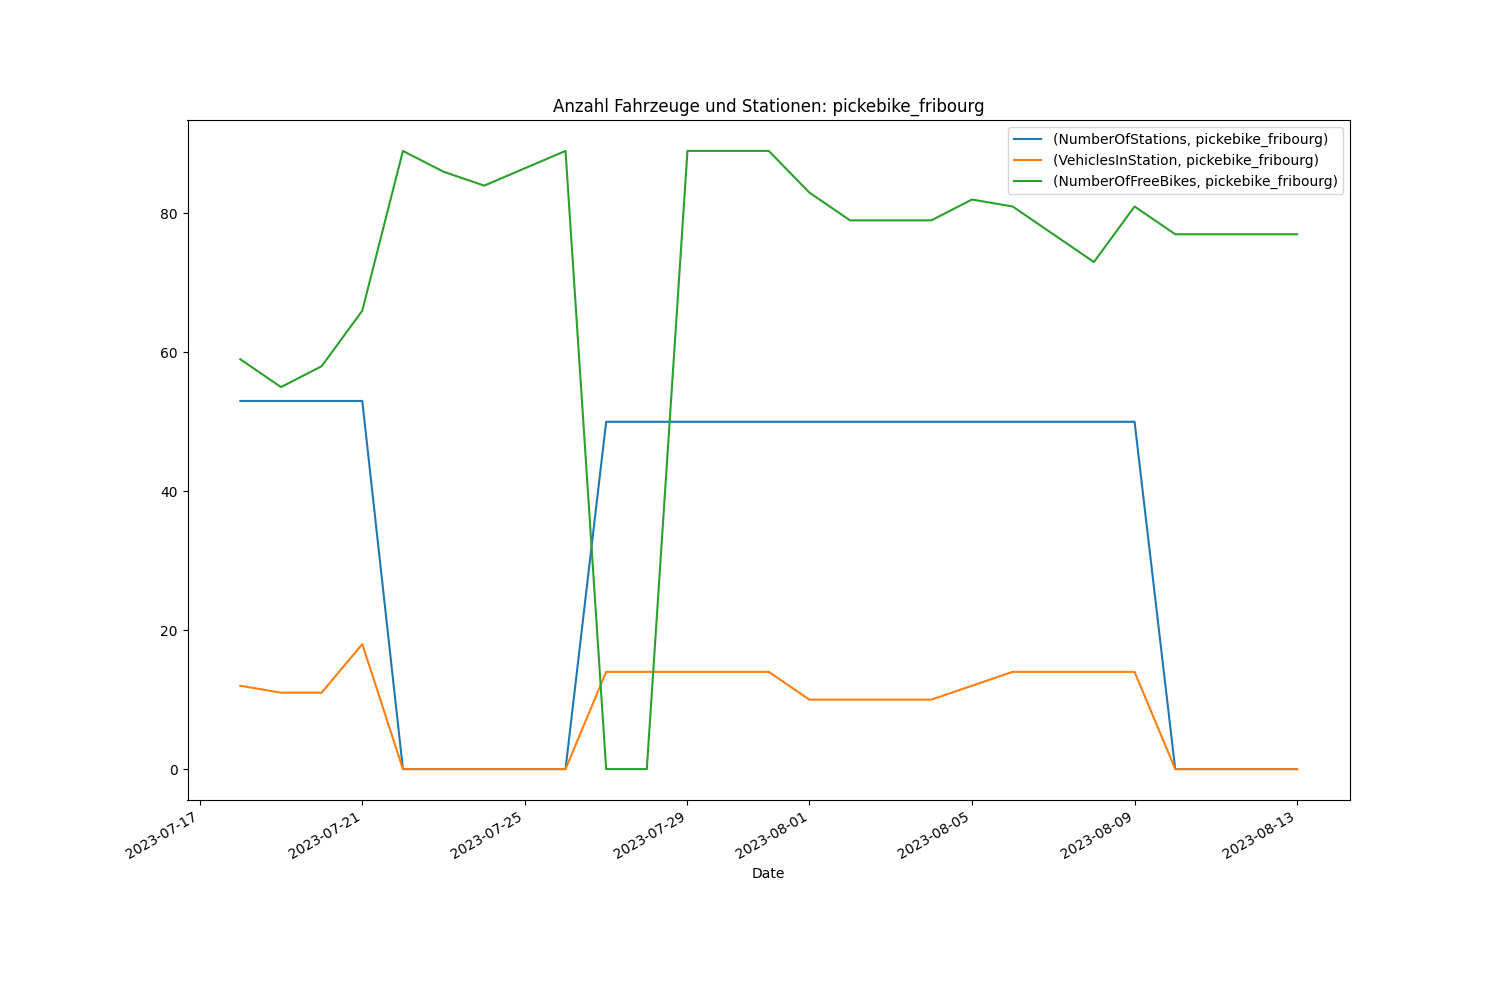 Anzahl Fahrzeuge und Stationen: pickebike_fribourg
(NumberOfStations, pickebike_fribourg)
(VehiclesInStation, pickebike_fribourg)
(NumberOfFreeBikes, pickebike_fribourg)
80
60
40
20
0
2023-07-17
2023-07-21
2023-07-25
2023-07-29
2023-08-01
2023-08-05
2023-08-09
2023-08-13
Date